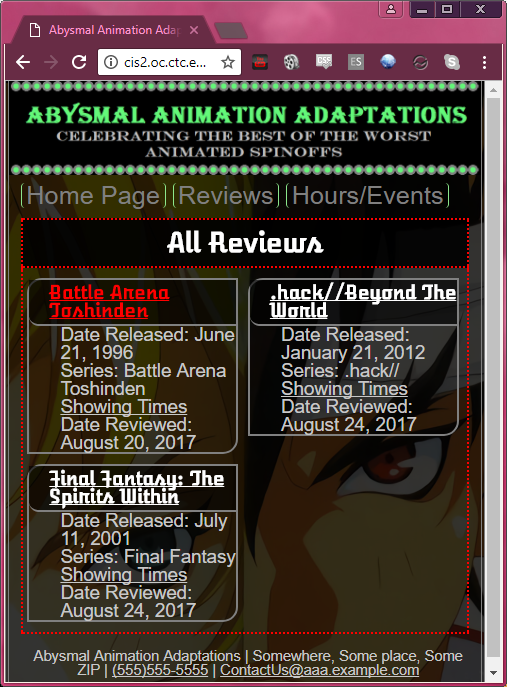 Abysmal Animation Adap
cis2.oc.ctc.e...
ABYSMAL ANIMATION ADAPTATIONS
CELEBRATING THE BEST OF THE WORST
ANIMATED SPINOFFS
Home Page Reviews Hours/Events
All Reviews
Battle Arena
Toshinden
Date Released: June
21, 1996
Series: Battle Arena
Toshinden
Showing Times
Date Reviewed:
August 20, 2017
.hack//Beyond The
World
Date Released:
January 21, 2012
Series: .hack//
Showing Times
Date Reviewed:
August 24, 2017
Final Fantasy: The
Spirits Within
Date Released: July
11, 2001
Series: Final Fantasy
Showing Times
Date Reviewed:
August 24, 2017
Abysmal Animation Adaptations | Somewhere, Some place, Some
ZIP | (555)555-5555 | ContactUs@aaa.example.com